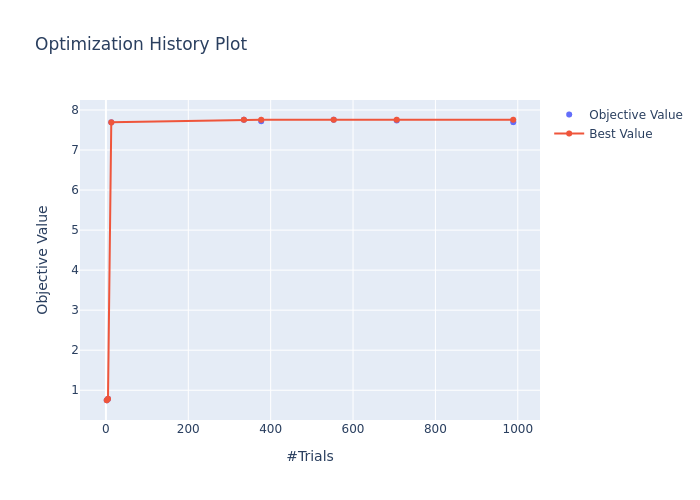 Optimization History Plot
Objective Value
Best Value
8
7
6
5
4
3
2
1
Objective Value
0 200 400 600 800 1000
#Trials